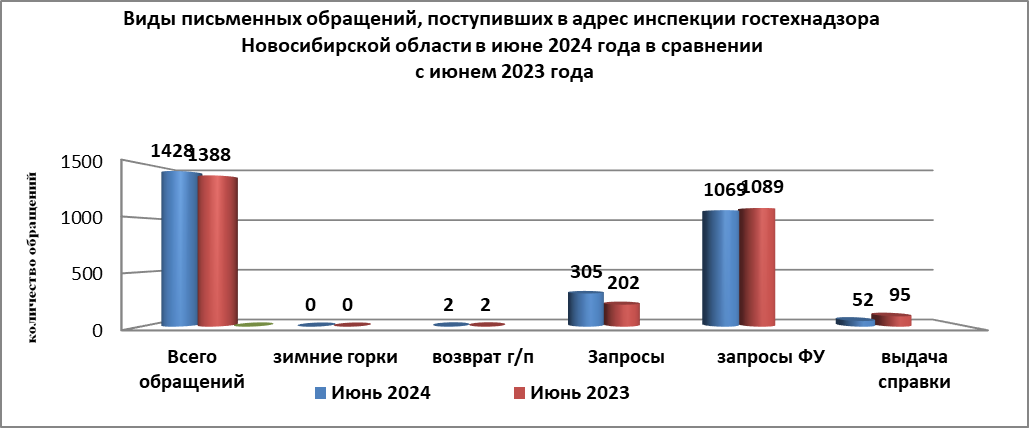 Виды письменных обращений, поступивших в адрес инспекции гостехнадзора
Новосибирской области в июне 2024 года в сравнении
с июнем 2023 года
количество обращений
1500
1000
500
0
1428 1388
0 0
2 2
305 202
1069 1089
52 95
Всего
обращений
зимние горки
возврат г/п
Запросы
запросы ФУ
выдача
справки
Июнь 2024
Июнь 2023